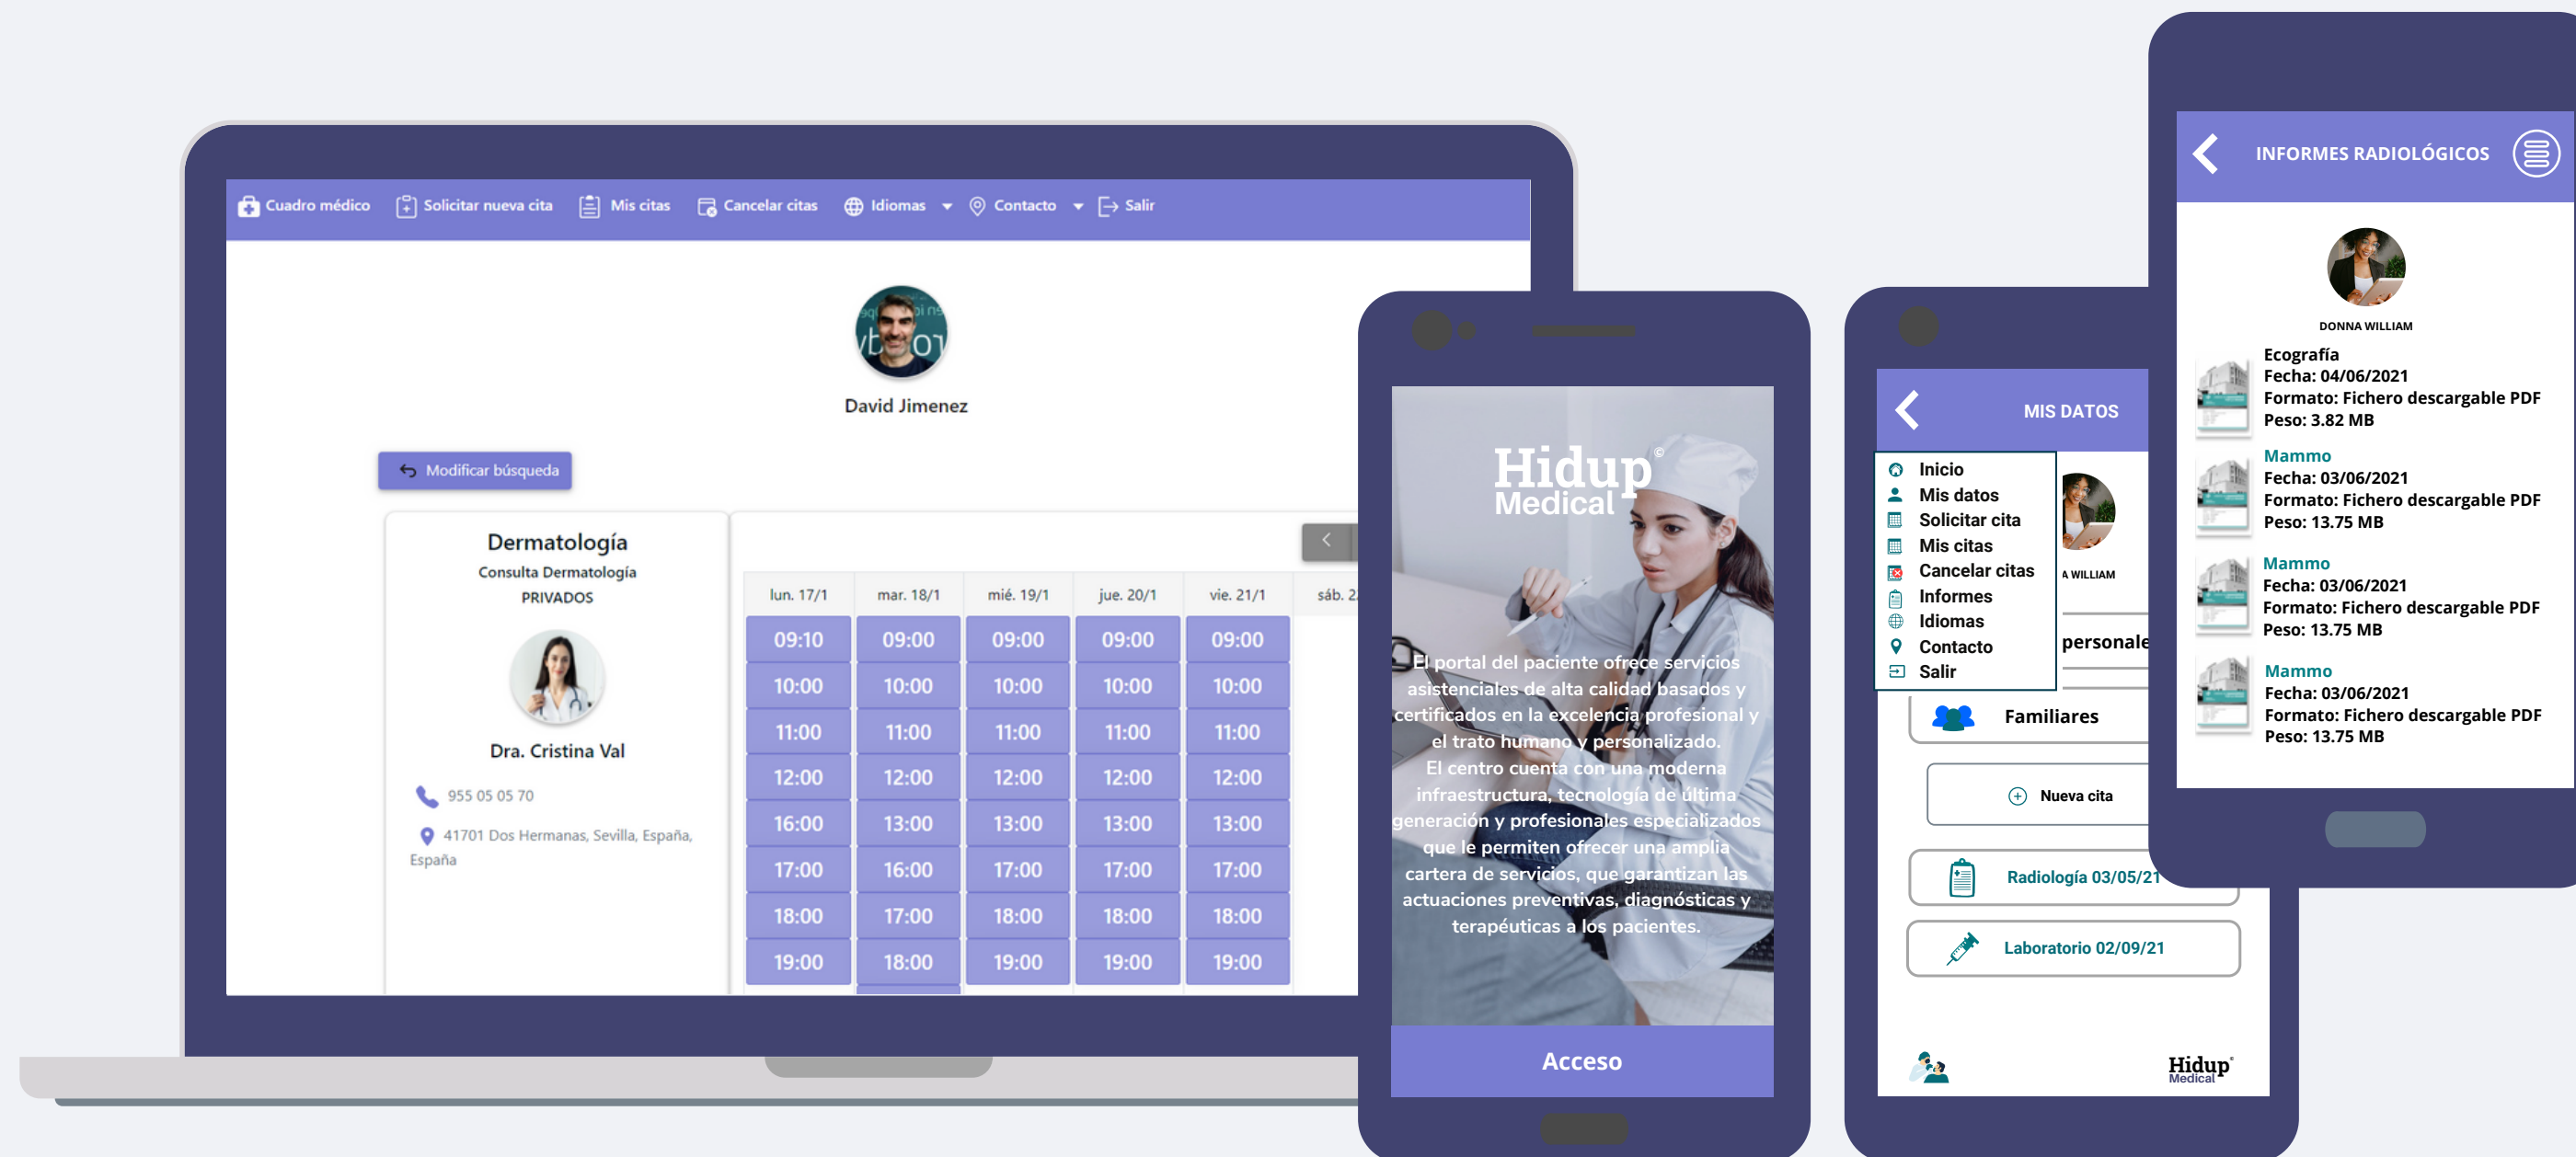 Cuadro médico Solicitar nueva cita Mis citas Cancelar citas Idiomas Contacto Salir
David Jimenez
Modificar búsqueda
Dermatología
Consulta Dermatología
PRIVADOS
Dra. Cristina Val
955 05 05 70
41701 Dos Hermanas, Sevilla, España,
España
lun. 17/1 mar. 18/1 mié. 19/1 jue. 20/1 vie. 21/1 sáb. 2
09:10 09:00 09:00 09:00 09:00
10:00 10:00 10:00 10:00 10:00
11:00 11:00 11:00 11:00 11:00
12:00 12:00 12:00 12:00 12:00
16:00 13:00 13:00 13:00 13:00
17:00 16:00 17:00 17:00 17:00
18:00 17:00 18:00 18:00 18:00
19:00 18:00 19:00 19:00 19:00
Hidup©
Medical
El portal del paciente ofrece servicios
asistenciales de alta calidad basados y
certificados en la excelencia profesional y
el trato humano y personalizado.
El centro cuenta con una moderna
infraestructura, tecnología de última
generación y profesionales especializados
que le permiten ofrecer una amplia
cartera de servicios, que garantizan las
actuaciones preventivas, diagnósticas y
terapéuticas a los pacientes.
Acceso
MIS DATOS
Inicio
Mis datos
Solicitar cita
Mis citas
Cancelar citas
Informes
Idiomas
Contacto
Salir
A WILLIAM
personale
Familiares
Nueva cita
Radiología 03/05/21
Laboratorio 02/09/21
Hidup©
Medical
INFORMES RADIOLÓGICOS
DONNA WILLIAM
Ecografía
Fecha: 04/06/2021
Formato: Fichero descargable PDF
Peso: 3.82 MB
Mammo
Fecha: 03/06/2021
Formato: Fichero descargable PDF
Peso: 13.75 MB
Mammo
Fecha: 03/06/2021
Formato: Fichero descargable PDF
Peso: 13.75 MB
Mammo
Fecha: 03/06/2021
Formato: Fichero descargable PDF
Peso: 13.75 MB